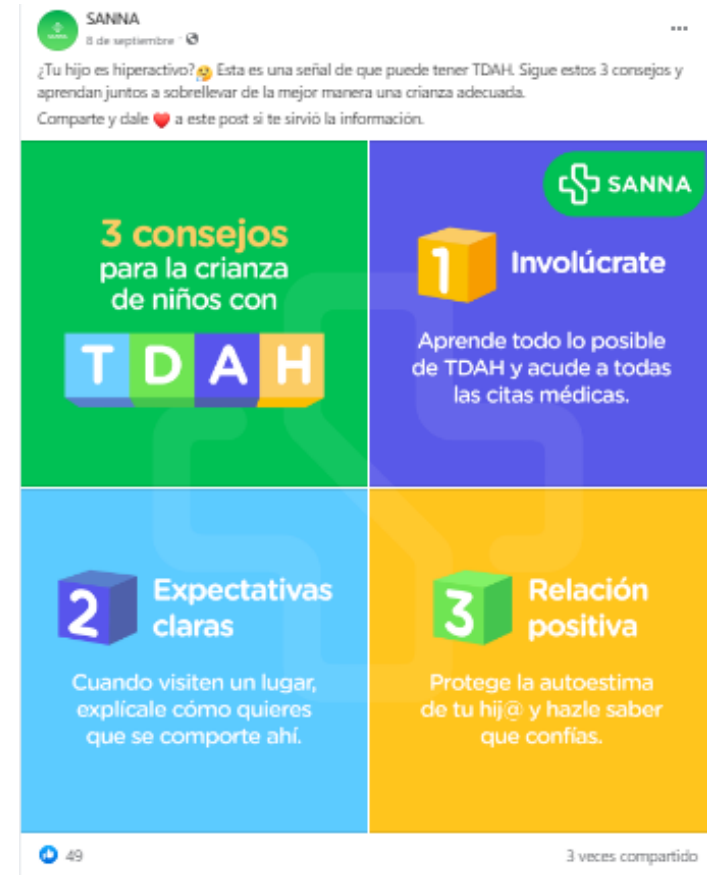 SANNA
8 de septiembre ·
¿Tu hijo es hiperactivo?🤔 Esta es una señal de que puede tener TDAH. Sigue estos 3 consejos y
aprendan juntos a sobrellevar de la mejor manera una crianza adecuada.
Comparte y dale ❤️ a este post si te sirvió la información.
SANNA
3 consejos
para la crianza
de niños con
TDAH
1 Involúcrate
Aprende todo lo posible
de TDAH y acude a todas
las citas médicas.
2 Expectativas
claras
Cuando visiten un lugar,
explícale cómo quieres
que se comporte ahí.
3 Relación
positiva
Protege la autoestima
de tu hij@ y hazle saber
que confías.
49
3 veces compartido